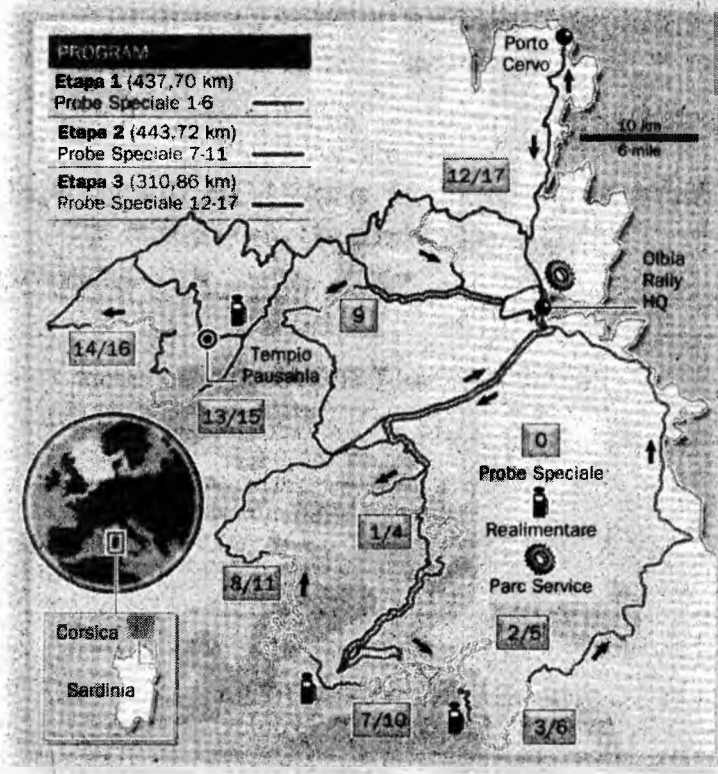 PROGRAM
Etapa 1 (437,70 km)
Probe Speciale 1-6
Etapa 2 (443,72 km)
Probe Speciale 7-11
Etapa 3 (310,86 km)
Probe Speciale 12-17
Porto
Cervo
10 km
6 mile
12/17
Olbia
Rally
HQ
9
14/16
Tempio
Pausania
13/15
0
Probe Speciale
Realimentare
Parc Service
1/4
8/11
2/5
7/10
3/6
Corsica
Sardinia